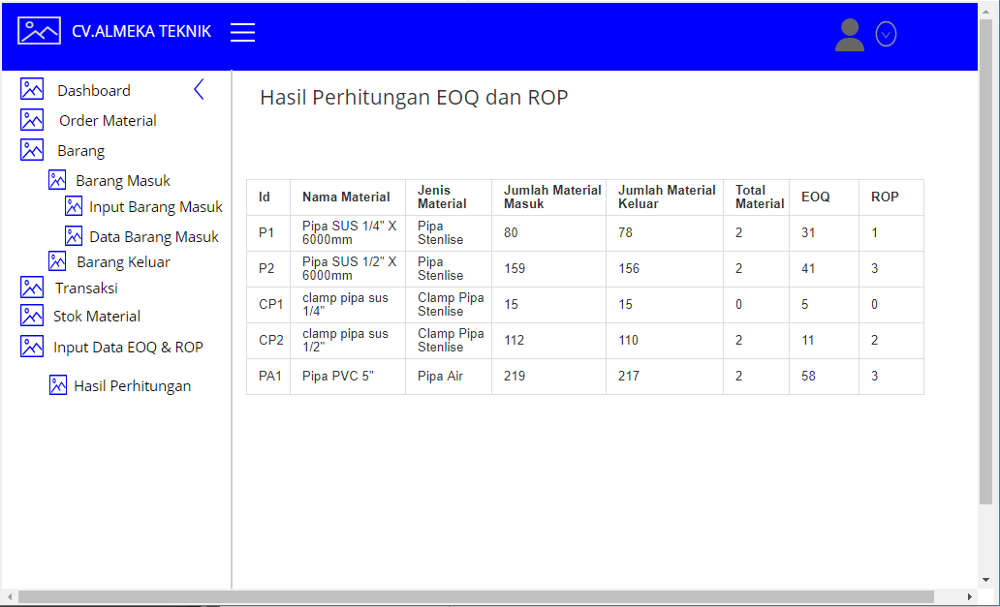 CV.ALMEKA TEKNIK
Dashboard
Order Material
Barang
Barang Masuk
Input Barang Masuk
Data Barang Masuk
Barang Keluar
Transaksi
Stok Material
Input Data EOQ & ROP
Hasil Perhitungan
Hasil Perhitungan EOQ dan ROP
Id Nama Material Jenis Material Jumlah Material Masuk Jumlah Material Keluar Total Material EOQ ROP
P1 Pipa SUS 1/4" X 6000mm Pipa Stenlise 80 78 2 31 1
P2 Pipa SUS 1/2" X 6000mm Pipa Stenlise 159 156 2 41 3
CP1 clamp pipa sus 1/4" Clamp Pipa Stenlise 15 15 0 5 0
CP2 clamp pipa sus 1/2" Clamp Pipa Stenlise 112 110 2 11 2
PA1 Pipa PVC 5" Pipa Air 219 217 2 58 3